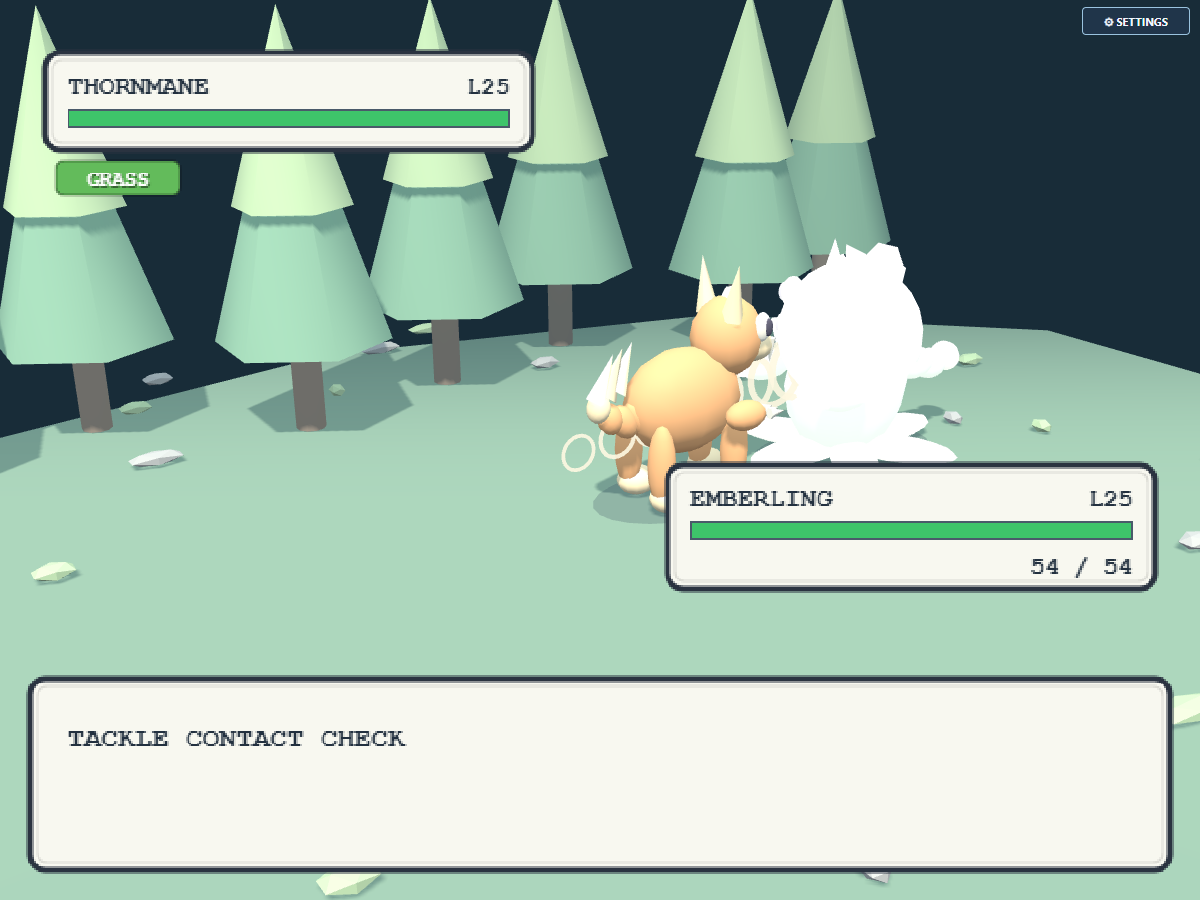 ⚙ SETTINGS
THORNMANE L25
GRASS
EMBERLING L25
54 / 54
TACKLE CONTACT CHECK